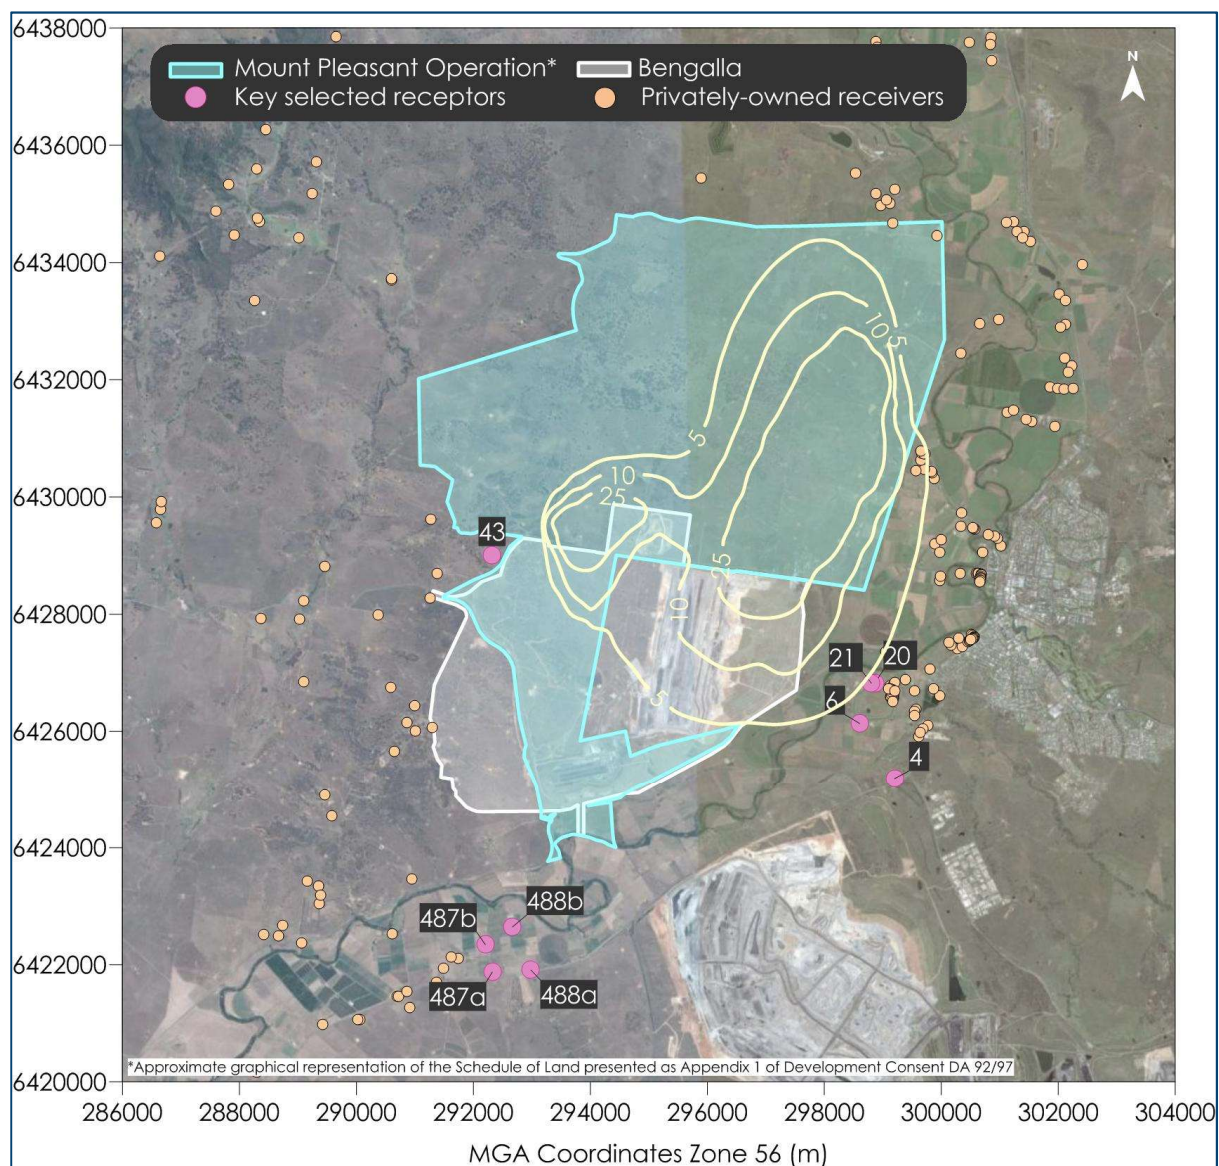 6438000
Mount Pleasant Operation* Bengalla
Key selected receptors Privately-owned receivers
N
6436000
6434000
10
5
6432000
5
10
6430000
25
43
25
6428000
10
21 20
5
6
6426000
4
6424000
488b
487b
6422000
487a 488a
*Approximate graphical representation of the Schedule of Land presented as Appendix 1 of Development Consent DA 92/97
6420000
286000 288000 290000 292000 294000 296000 298000 300000 302000 304000
MGA Coordinates Zone 56 (m)